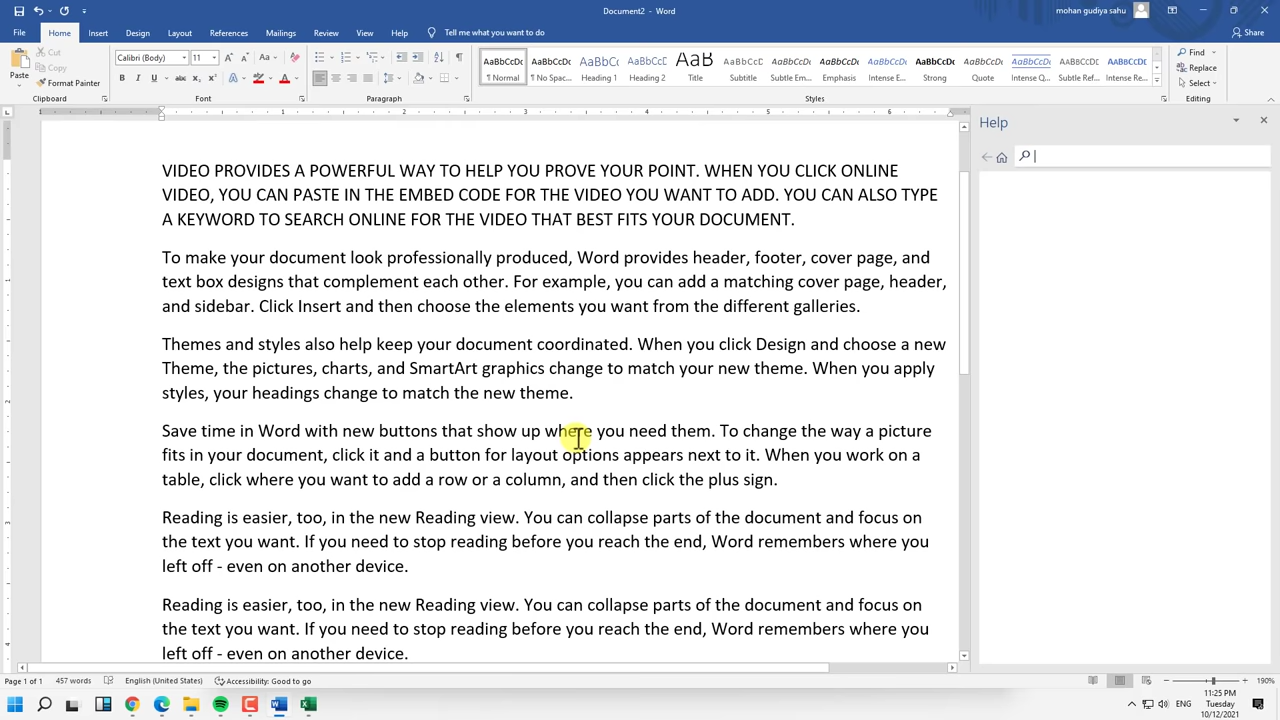 Document2 - Word
mohan gudiya sahu
File Home Insert Design Layout References Mailings Review View Help Tell me what you want to do Share
Paste
Cut
Copy
Format Painter
Clipboard
Calibri (Body) 11
Font
Paragraph
AaBbCcDc AaBbCcDc AaBbCc AaBbCcD AaB AaBbCcD AaBbCcDc AaBbCcDc AaBbCcDc AaBbCcDc AaBbCcDc AaBbCcDc AaBbCcDc AABBCCDC
¶ Normal ¶ No Spac... Heading 1 Heading 2 Title Subtitle Subtle Em... Emphasis Intense E... Strong Quote Intense Q... Subtle Ref... Intense Re...
Styles
Find
Replace
Select
Editing
Help
VIDEO PROVIDES A POWERFUL WAY TO HELP YOU PROVE YOUR POINT. WHEN YOU CLICK ONLINE
VIDEO, YOU CAN PASTE IN THE EMBED CODE FOR THE VIDEO YOU WANT TO ADD. YOU CAN ALSO TYPE
A KEYWORD TO SEARCH ONLINE FOR THE VIDEO THAT BEST FITS YOUR DOCUMENT.
To make your document look professionally produced, Word provides header, footer, cover page, and
text box designs that complement each other. For example, you can add a matching cover page, header,
and sidebar. Click Insert and then choose the elements you want from the different galleries.
Themes and styles also help keep your document coordinated. When you click Design and choose a new
Theme, the pictures, charts, and SmartArt graphics change to match your new theme. When you apply
styles, your headings change to match the new theme.
Save time in Word with new buttons that show up where you need them. To change the way a picture
fits in your document, click it and a button for layout options appears next to it. When you work on a
table, click where you want to add a row or a column, and then click the plus sign.
Reading is easier, too, in the new Reading view. You can collapse parts of the document and focus on
the text you want. If you need to stop reading before you reach the end, Word remembers where you
left off - even on another device.
Reading is easier, too, in the new Reading view. You can collapse parts of the document and focus on
the text you want. If you need to stop reading before you reach the end, Word remembers where you
left off - even on another device.
Page 1 of 1 457 words English (United States) Accessibility: Good to go 190%
ENG
11:25 PM
Tuesday
10/12/2021